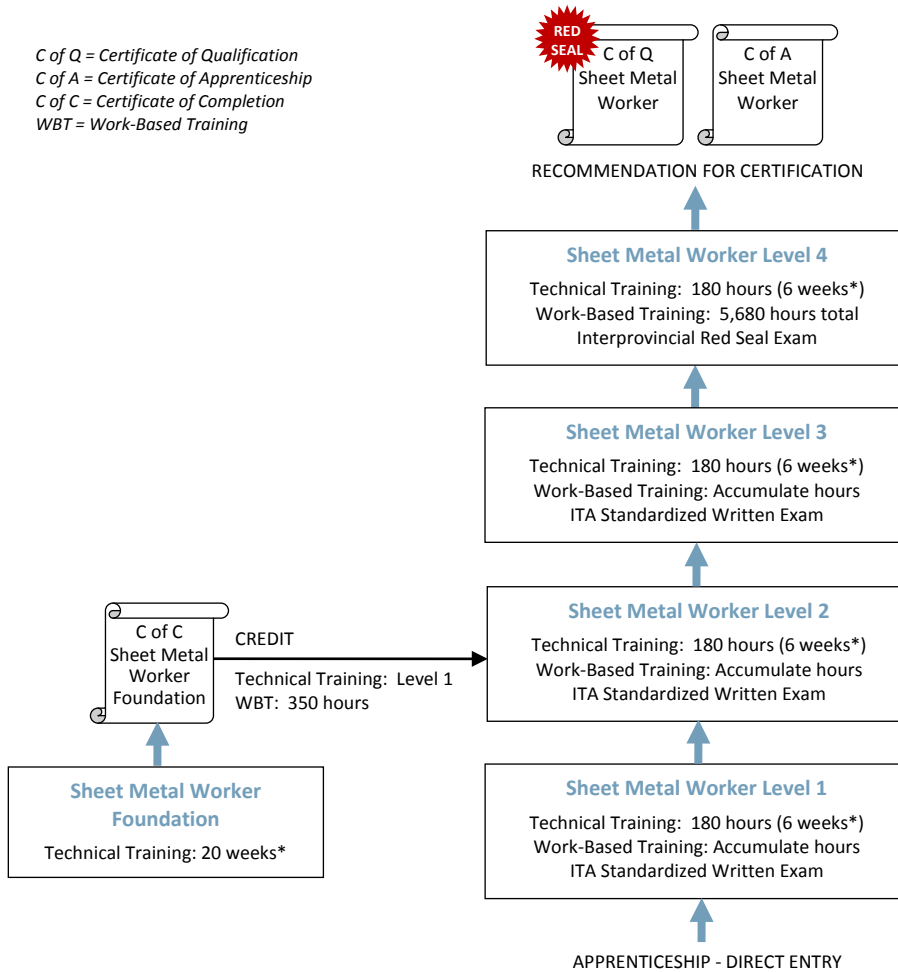 C of Q = Certificate of Qualification
C of A = Certificate of Apprenticeship
C of C = Certificate of Completion
WBT = Work-Based Training
RED
SEAL
C of Q
Sheet Metal
Worker
C of A
Sheet Metal
Worker
RECOMMENDATION FOR CERTIFICATION
Sheet Metal Worker Level 4
Technical Training: 180 hours (6 weeks*)
Work-Based Training: 5,680 hours total
Interprovincial Red Seal Exam
Sheet Metal Worker Level 3
Technical Training: 180 hours (6 weeks*)
Work-Based Training: Accumulate hours
ITA Standardized Written Exam
C of C
Sheet Metal
Worker
Foundation
CREDIT
Technical Training: Level 1
WBT: 350 hours
Sheet Metal Worker Level 2
Technical Training: 180 hours (6 weeks*)
Work-Based Training: Accumulate hours
ITA Standardized Written Exam
Sheet Metal Worker
Foundation
Technical Training: 20 weeks*
Sheet Metal Worker Level 1
Technical Training: 180 hours (6 weeks*)
Work-Based Training: Accumulate hours
ITA Standardized Written Exam
APPRENTICESHIP - DIRECT ENTRY